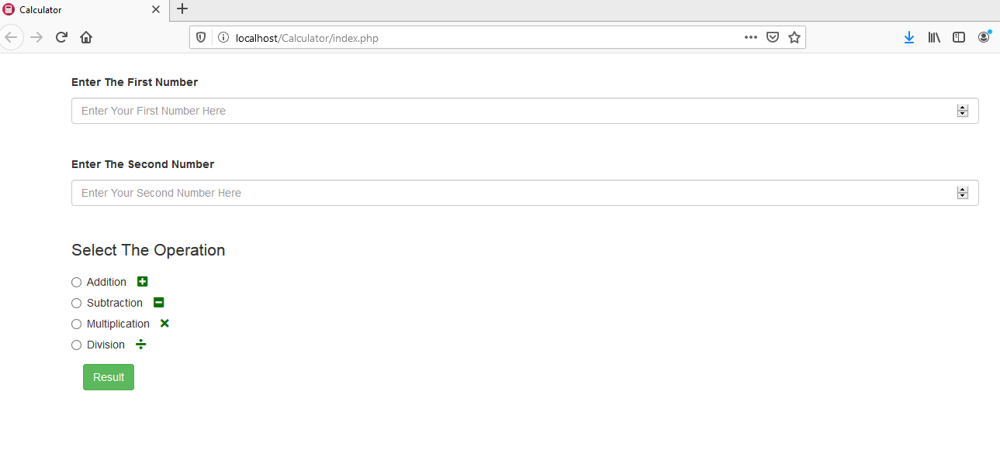 Calculator
localhost/Calculator/index.php
Enter The First Number
Enter Your First Number Here
Enter The Second Number
Enter Your Second Number Here
Select The Operation
Addition
Subtraction
Multiplication
Division
Result